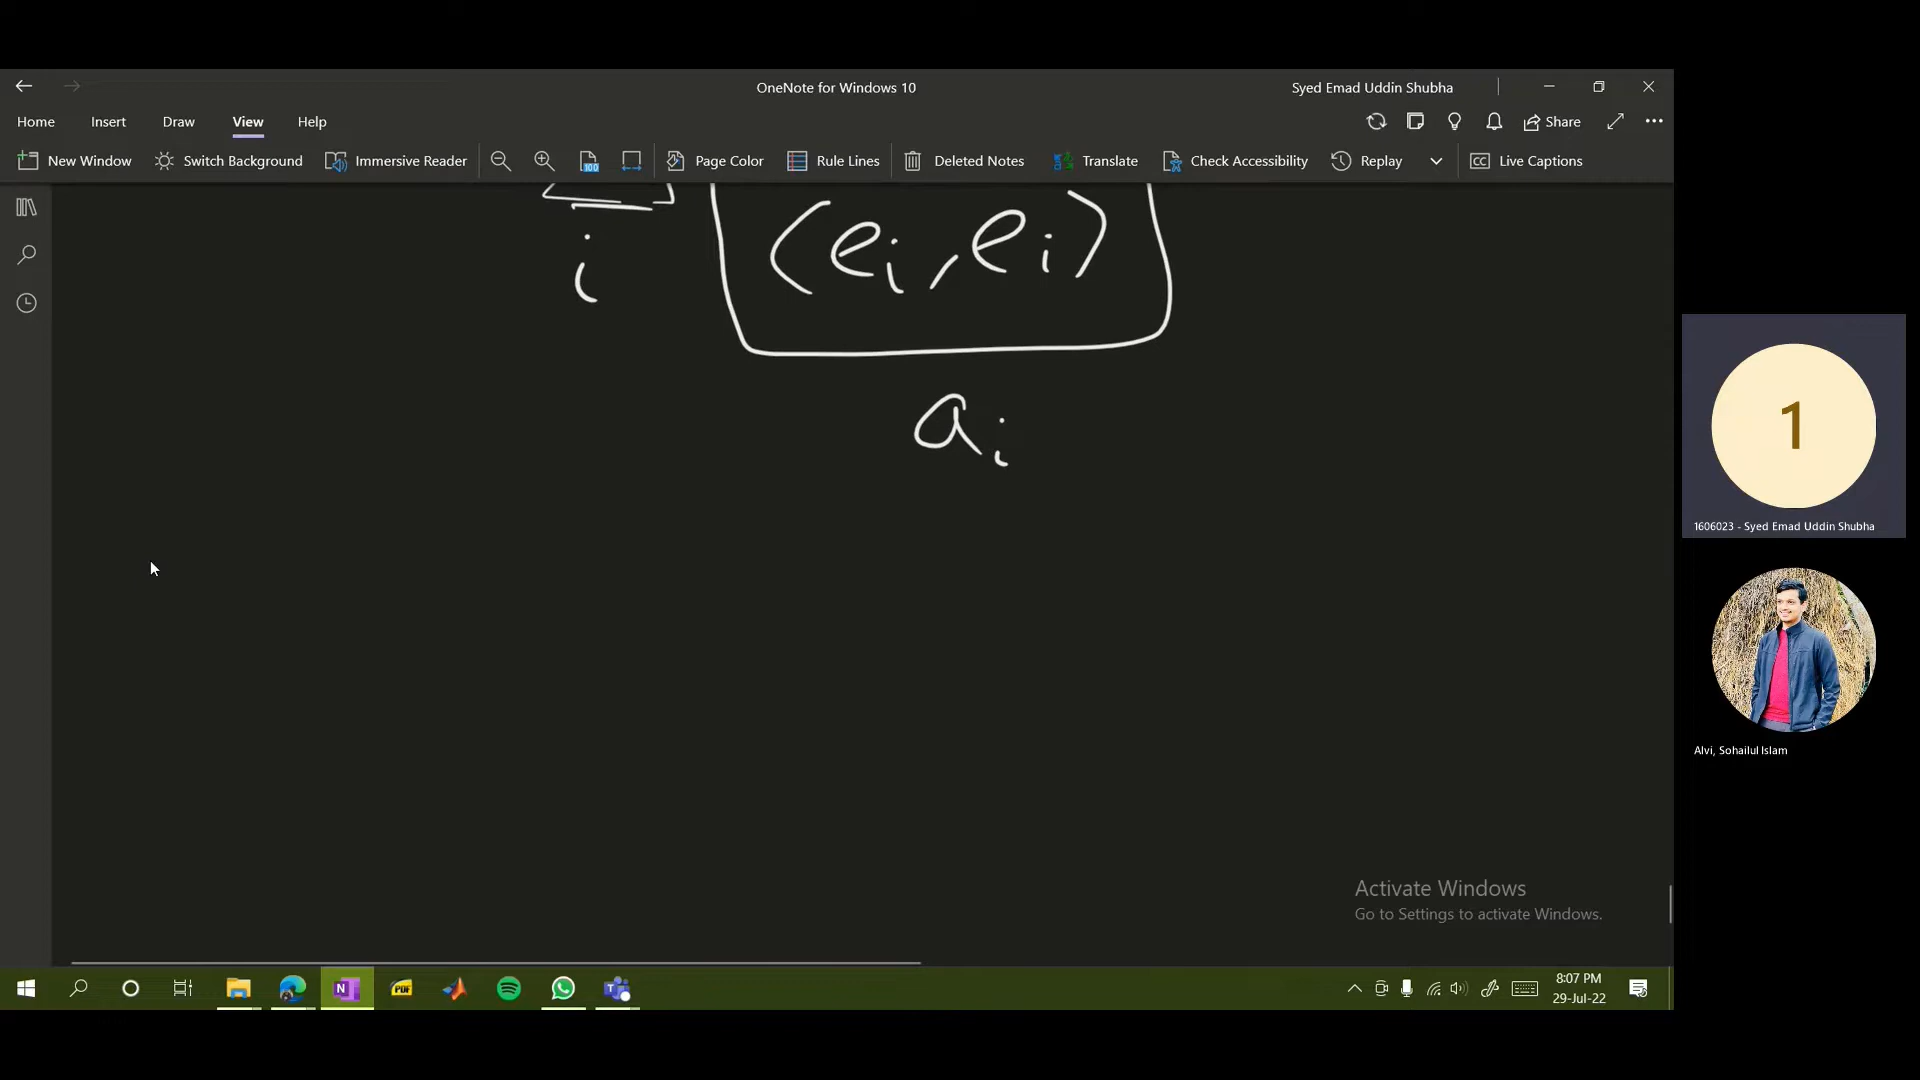 OneNote for Windows 10
Syed Emad Uddin Shubha
Home Insert Draw View Help
Share
New Window Switch Background Immersive Reader 100 Page Color Rule Lines Deleted Notes Translate Check Accessibility Replay CC Live Captions
i
(ei, ei)
ai
1
1606023 - Syed Emad Uddin Shubha
Alvi, Sohailul Islam
Activate Windows
Go to Settings to activate Windows.
N
PDF
8:07 PM
29-Jul-22